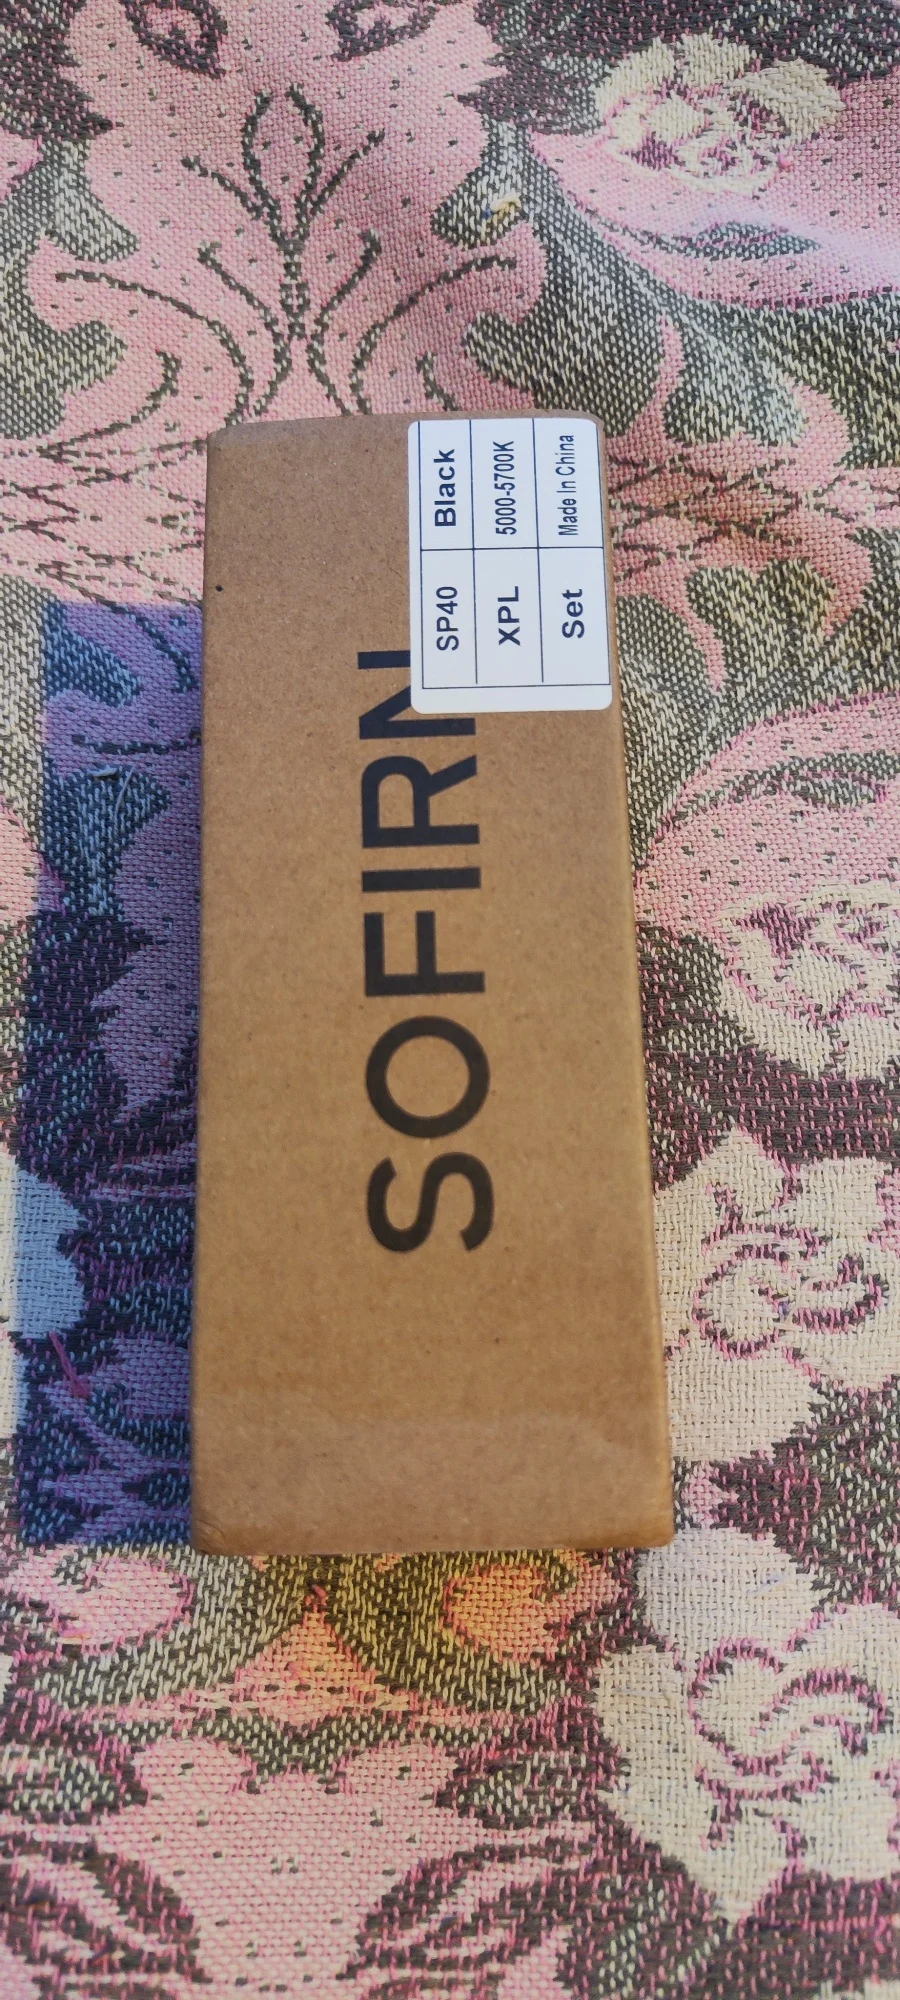 SOFIRN
SP40 Black
XPL 5000-5700K
Set Made In China